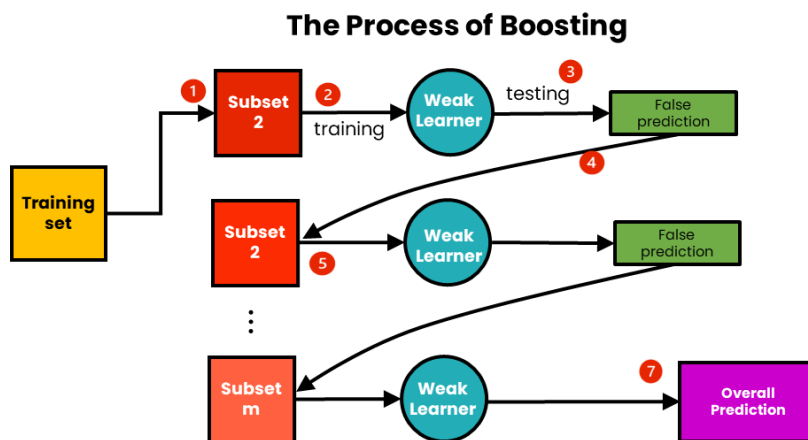 The Process of Boosting
1
Subset
2
2
training
Weak
Learner
3
testing
False
prediction
4
Training
set
Subset
2
5
Weak
Learner
False
prediction
Subset
m
Weak
Learner
7
Overall
Prediction